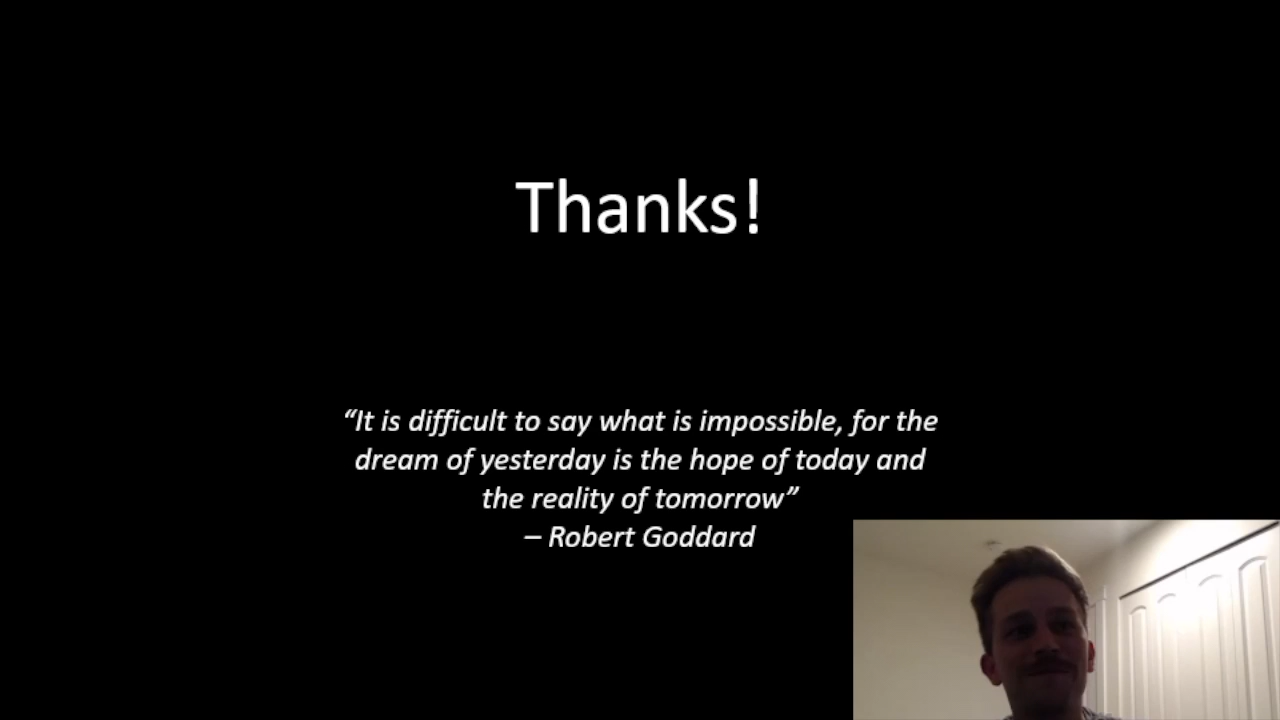 Thanks!
“It is difficult to say what is impossible, for the
dream of yesterday is the hope of today and
the reality of tomorrow”
– Robert Goddard